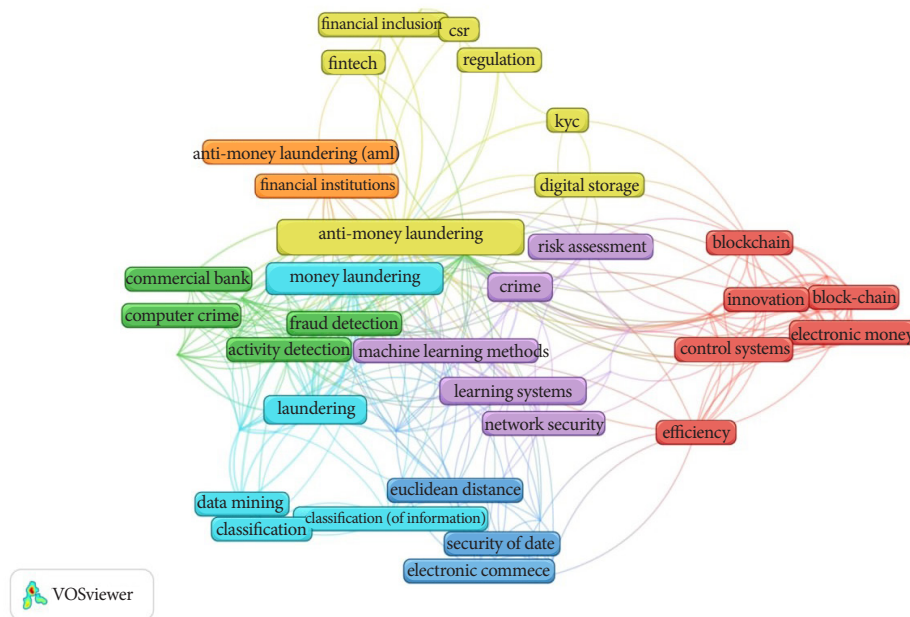 financial inclusion
csr
fintech
regulation
kyc
anti-money laundering (aml)
financial institutions
digital storage
anti-money laundering
risk assessment
blockchain
commercial bank
money laundering
crime
innovation
block-chain
computer crime
fraud detection
electronic money
activity detection
machine learning methods
control systems
laundering
learning systems
network security
efficiency
data mining
euclidean distance
classification
classification (of information)
security of date
electronic commece
VOSviewer